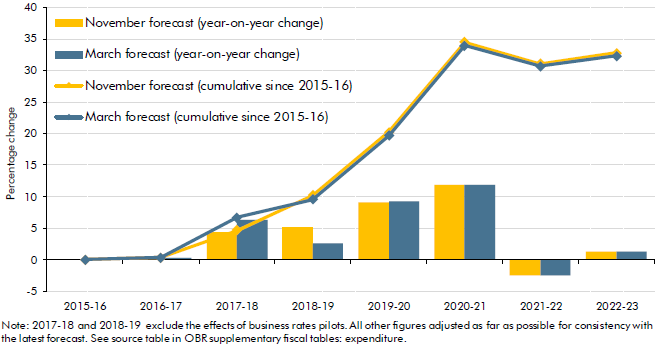 40
35
30
25
20
15
10
5
0
-5
Percentage change
November forecast (year-on-year change)
March forecast (year-on-year change)
November forecast (cumulative since 2015-16)
March forecast (cumulative since 2015-16)
2015-16 2016-17 2017-18 2018-19 2019-20 2020-21 2021-22 2022-23
Note: 2017-18 and 2018-19 exclude the effects of business rates pilots. All other figures adjusted as far as possible for consistency with
the latest forecast. See source table in OBR supplementary fiscal tables: expenditure.